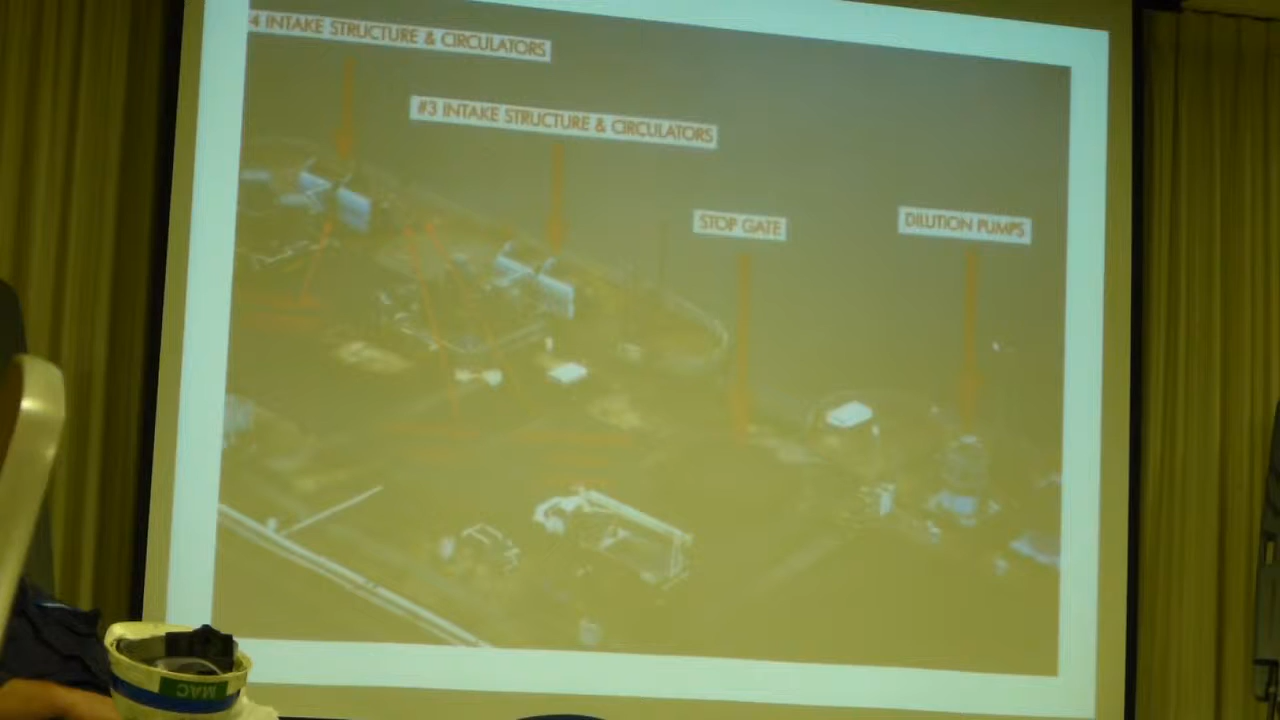 4 INTAKE STRUCTURE & CIRCULATORS
#3 INTAKE STRUCTURE & CIRCULATORS
STOP GATE
DILUTION PUMPS
MAC